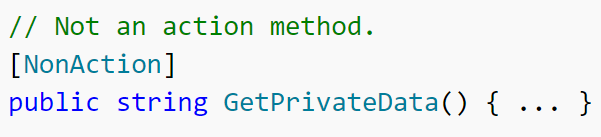 // Not an action method.
[NonAction]
public string GetPrivateData() { ... }